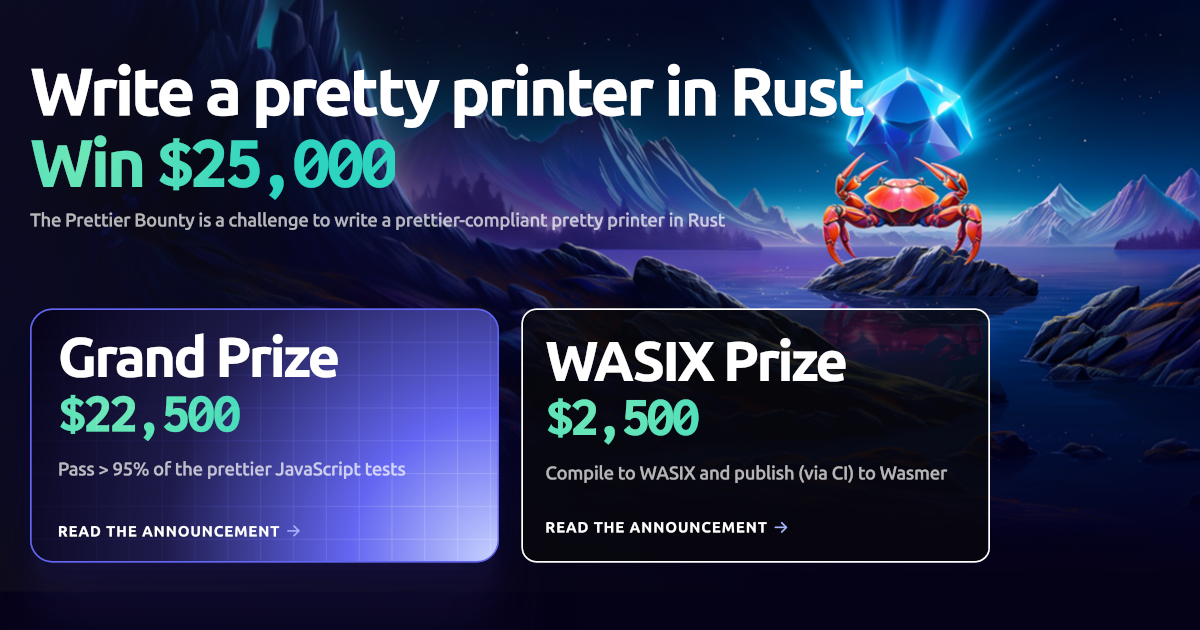 Write a pretty printer in Rust
Win $25,000
The Prettier Bounty is a challenge to write a prettier-compliant pretty printer in Rust
Grand Prize
$22,500
Pass > 95% of the prettier JavaScript tests
READ THE ANNOUNCEMENT →
WASIX Prize
$2,500
Compile to WASIX and publish (via CI) to Wasmer
READ THE ANNOUNCEMENT →